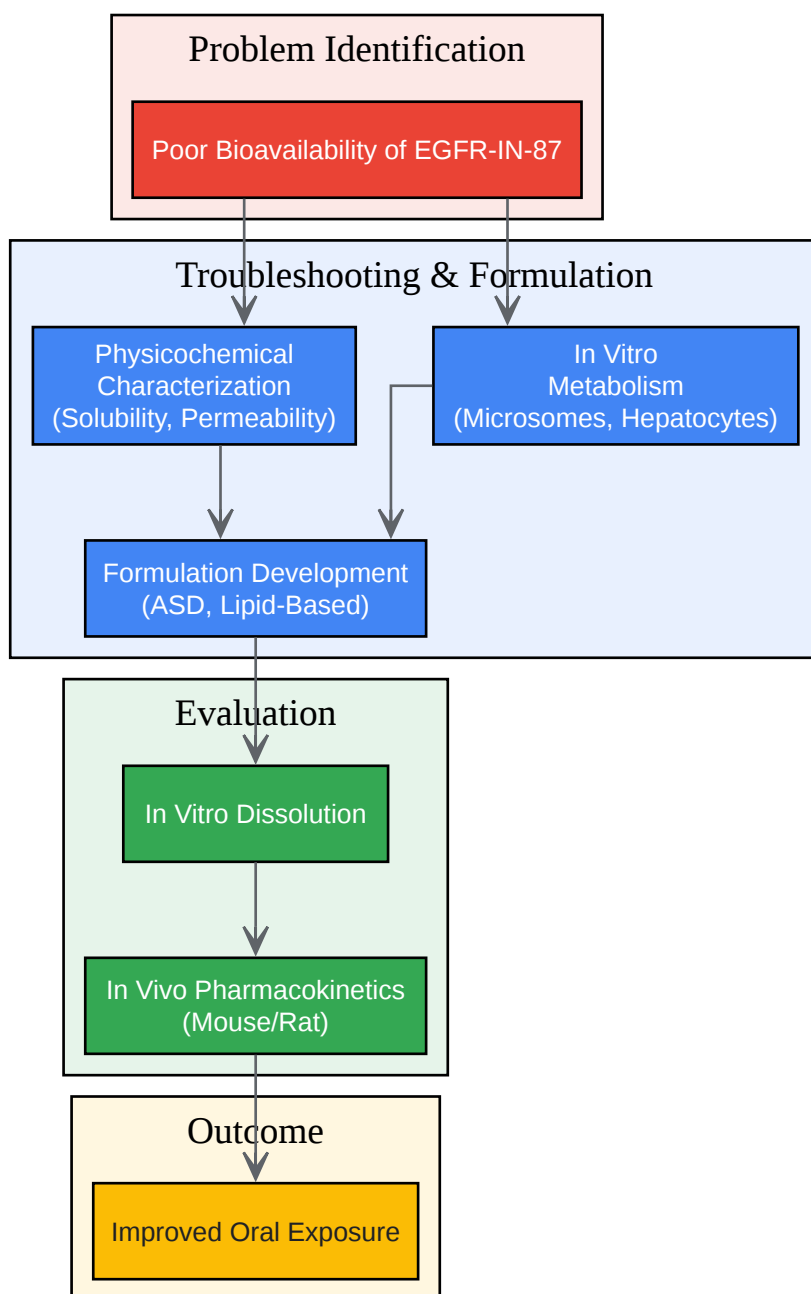 Problem Identification
Poor Bioavailability of EGFR-IN-87
Troubleshooting & Formulation
Physicochemical
Characterization
(Solubility, Permeability)
In Vitro
Metabolism
(Microsomes, Hepatocytes)
Formulation Development
(ASD, Lipid-Based)
Evaluation
In Vitro Dissolution
In Vivo Pharmacokinetics
(Mouse/Rat)
Outcome
Improved Oral Exposure